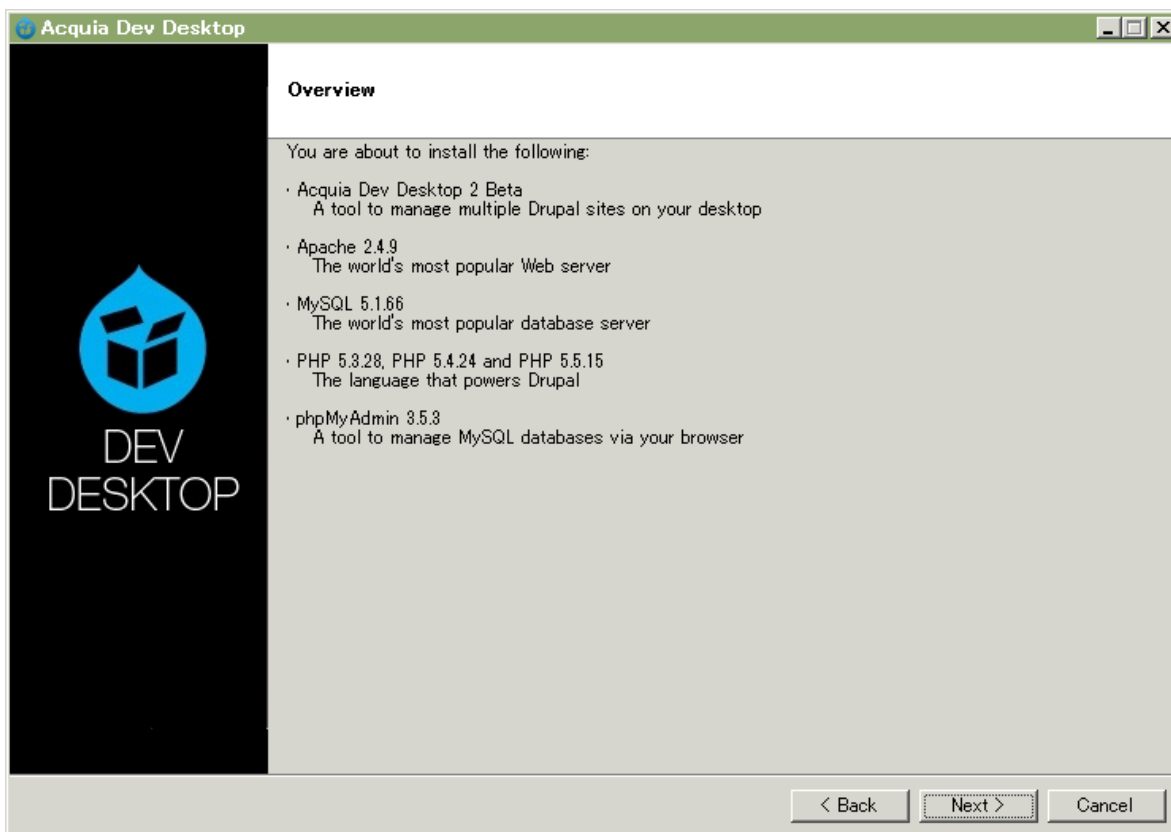 Acquia Dev Desktop
Overview
You are about to install the following:
· Acquia Dev Desktop 2 Beta
A tool to manage multiple Drupal sites on your desktop
· Apache 2.4.9
The world's most popular Web server
· MySQL 5.1.66
The world's most popular database server
· PHP 5.3.28, PHP 5.4.24 and PHP 5.5.15
The language that powers Drupal
· phpMyAdmin 3.5.3
A tool to manage MySQL databases via your browser
DEV
DESKTOP
< Back
Next >
Cancel